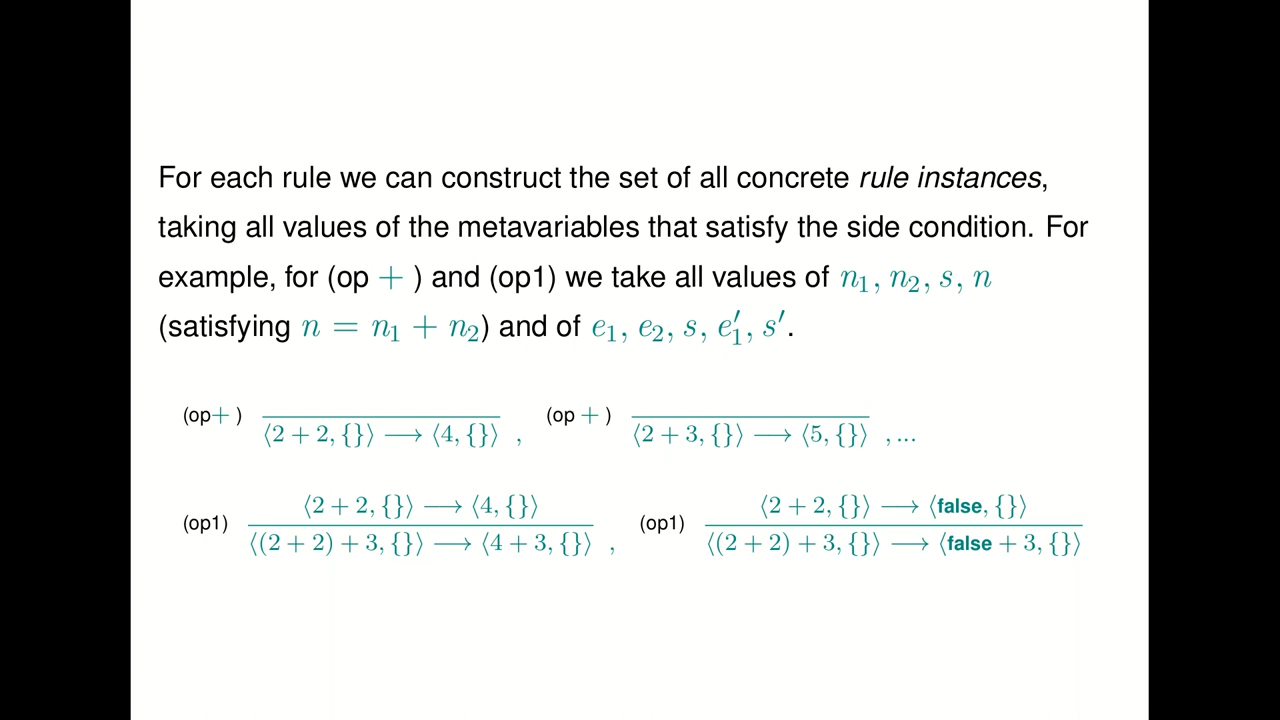 For each rule we can construct the set of all concrete rule instances,
taking all values of the metavariables that satisfy the side condition. For
example, for (op + ) and (op1) we take all values of n₁, n₂, s, n
(satisfying n = n₁ + n₂) and of e₁, e₂, s, e₁′, s′.
(op+ ) ⟨2 + 2, {}⟩ ⟶ ⟨4, {}⟩ , (op + ) ⟨2 + 3, {}⟩ ⟶ ⟨5, {}⟩ , ...
⟨2 + 2, {}⟩ ⟶ ⟨4, {}⟩ ⟨2 + 2, {}⟩ ⟶ ⟨false, {}⟩
(op1) (op1)
⟨(2 + 2) + 3, {}⟩ ⟶ ⟨4 + 3, {}⟩ , ⟨(2 + 2) + 3, {}⟩ ⟶ ⟨false + 3, {}⟩